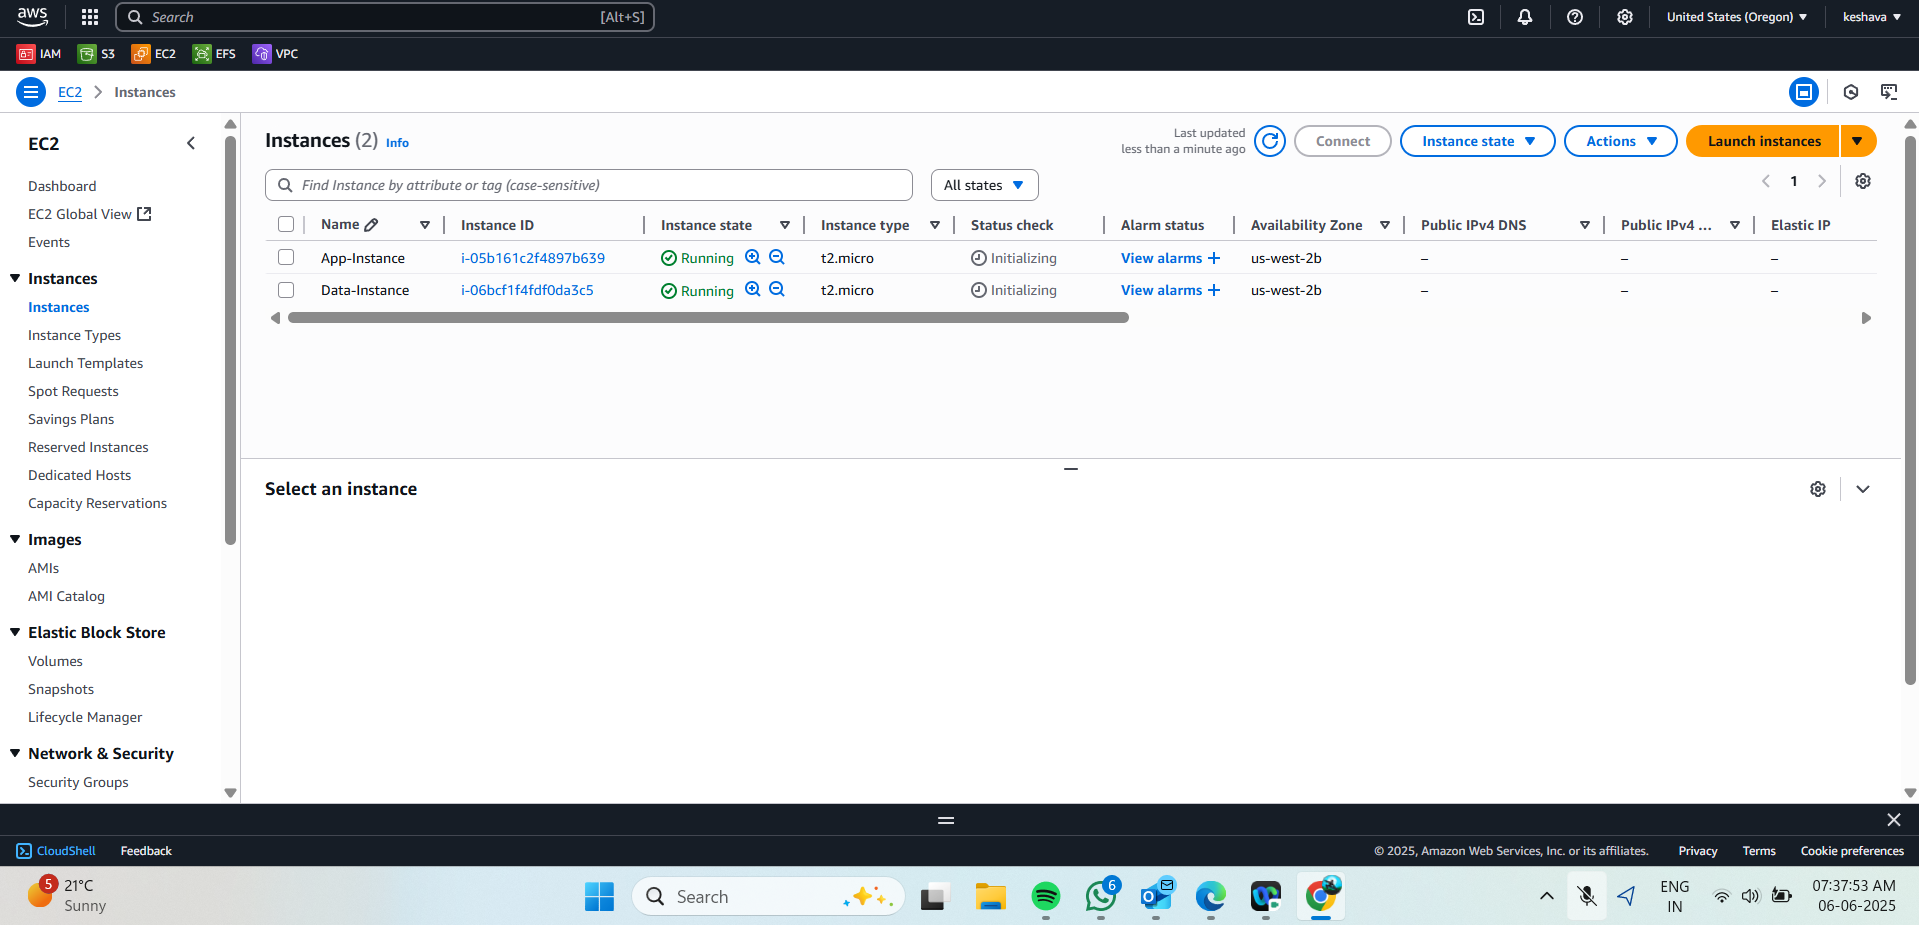 aws
Search [Alt+S]
United States (Oregon)
keshava
IAM S3 EC2 EFS VPC
EC2 Instances
EC2
Dashboard
EC2 Global View
Events
Instances
Instances
Instance Types
Launch Templates
Spot Requests
Savings Plans
Reserved Instances
Dedicated Hosts
Capacity Reservations
Images
AMIs
AMI Catalog
Elastic Block Store
Volumes
Snapshots
Lifecycle Manager
Network & Security
Security Groups
Instances (2) Info
Last updated
less than a minute ago
Connect
Instance state
Actions
Launch instances
Find Instance by attribute or tag (case-sensitive)
All states
1
Name Instance ID Instance state Instance type Status check Alarm status Availability Zone Public IPv4 DNS Public IPv4 ... Elastic IP
App-Instance i-05b161c2f4897b639 Running t2.micro Initializing View alarms + us-west-2b – – –
Data-Instance i-06bcf1f4fdf0da3c5 Running t2.micro Initializing View alarms + us-west-2b – – –
Select an instance
CloudShell Feedback
© 2025, Amazon Web Services, Inc. or its affiliates. Privacy Terms Cookie preferences
5
21°C
Sunny
Search
6
ENG
IN
07:37:53 AM
06-06-2025